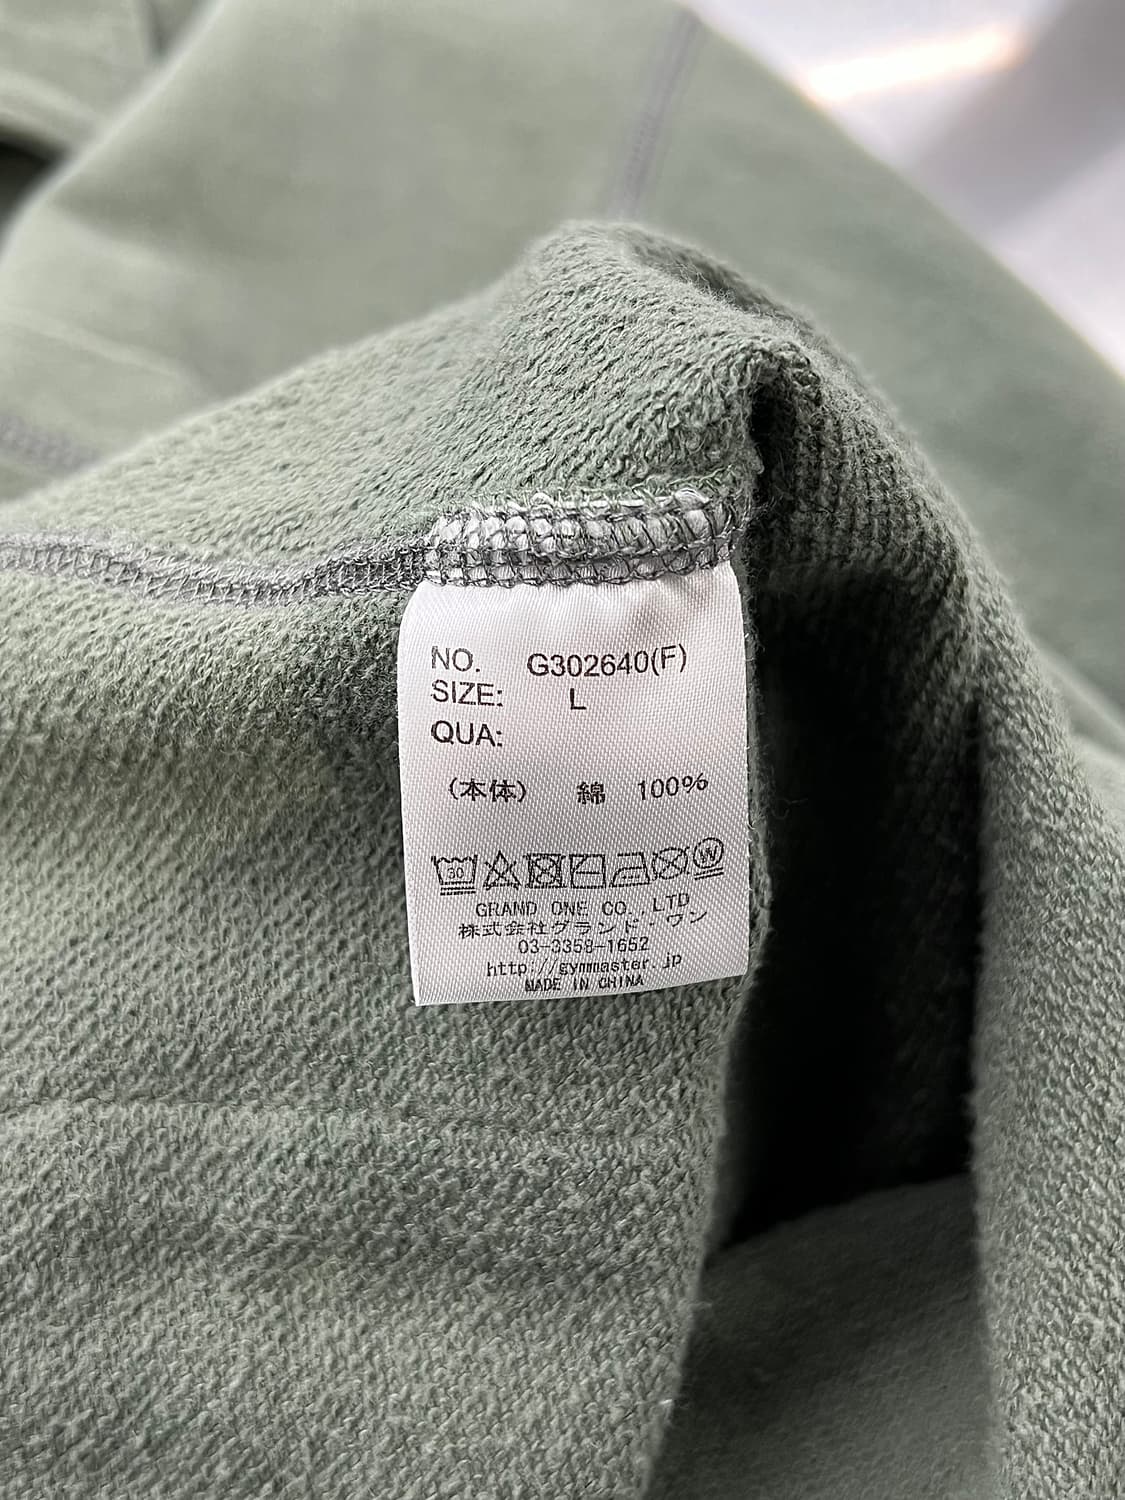 NO. G302640(F)
SIZE: L
QUA:
(本体) 綿 100%
30 W
GRAND ONE CO.,LTD
株式会社グランド・ワン
03-3358-1652
http://gymmaster.jp
MADE IN CHINA